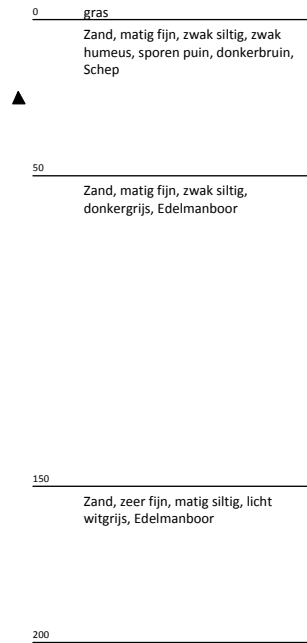 0 gras
Zand, matig fijn, zwak siltig, zwak
humeus, sporen puin, donkerbruin,
Schep
50
Zand, matig fijn, zwak siltig,
donkergrijs, Edelmanboor
150
Zand, zeer fijn, matig siltig, licht
witgrijs, Edelmanboor
200